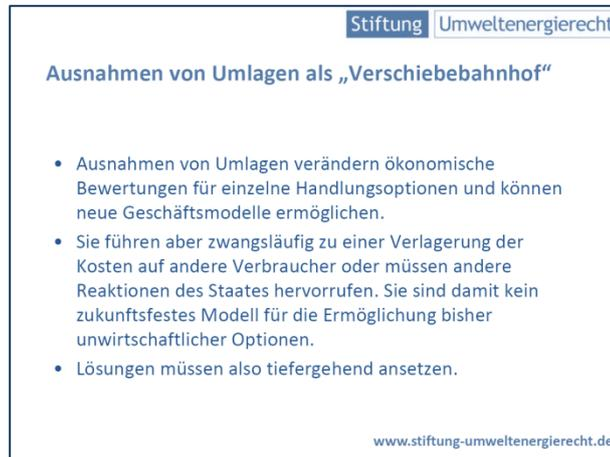 Stiftung Umweltenergierecht
Ausnahmen von Umlagen als „Verschiebebahnhof“
• Ausnahmen von Umlagen verändern ökonomische
Bewertungen für einzelne Handlungsoptionen und können
neue Geschäftsmodelle ermöglichen.
• Sie führen aber zwangsläufig zu einer Verlagerung der
Kosten auf andere Verbraucher oder müssen andere
Reaktionen des Staates hervorrufen. Sie sind damit kein
zukunftsfestes Modell für die Ermöglichung bisher
unwirtschaftlicher Optionen.
• Lösungen müssen also tiefergehend ansetzen.
www.stiftung-umweltenergierecht.de